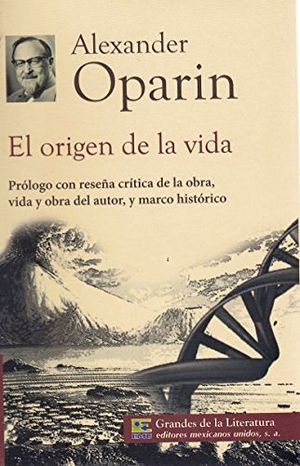 Alexander
Oparin
El origen de la vida
Prólogo con reseña crítica de la obra,
vida y obra del autor, y marco histórico
EMU
Grandes de la Literatura
editores mexicanos unidos, s. a.